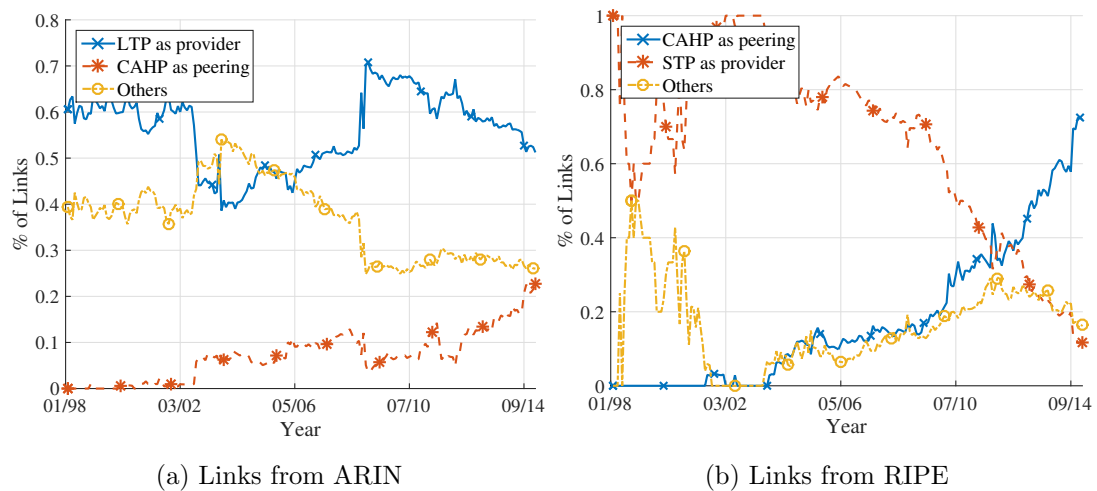 0.8
0.7
0.6
0.5
0.4
0.3
0.2
0.1
0
% of Links
LTP as provider
CAHP as peering
Others
01/98 03/02 05/06 07/10 09/14
Year
(a) Links from ARIN
1
0.8
0.6
0.4
0.2
0
% of Links
CAHP as peering
STP as provider
Others
01/98 03/02 05/06 07/10 09/14
Year
(b) Links from RIPE